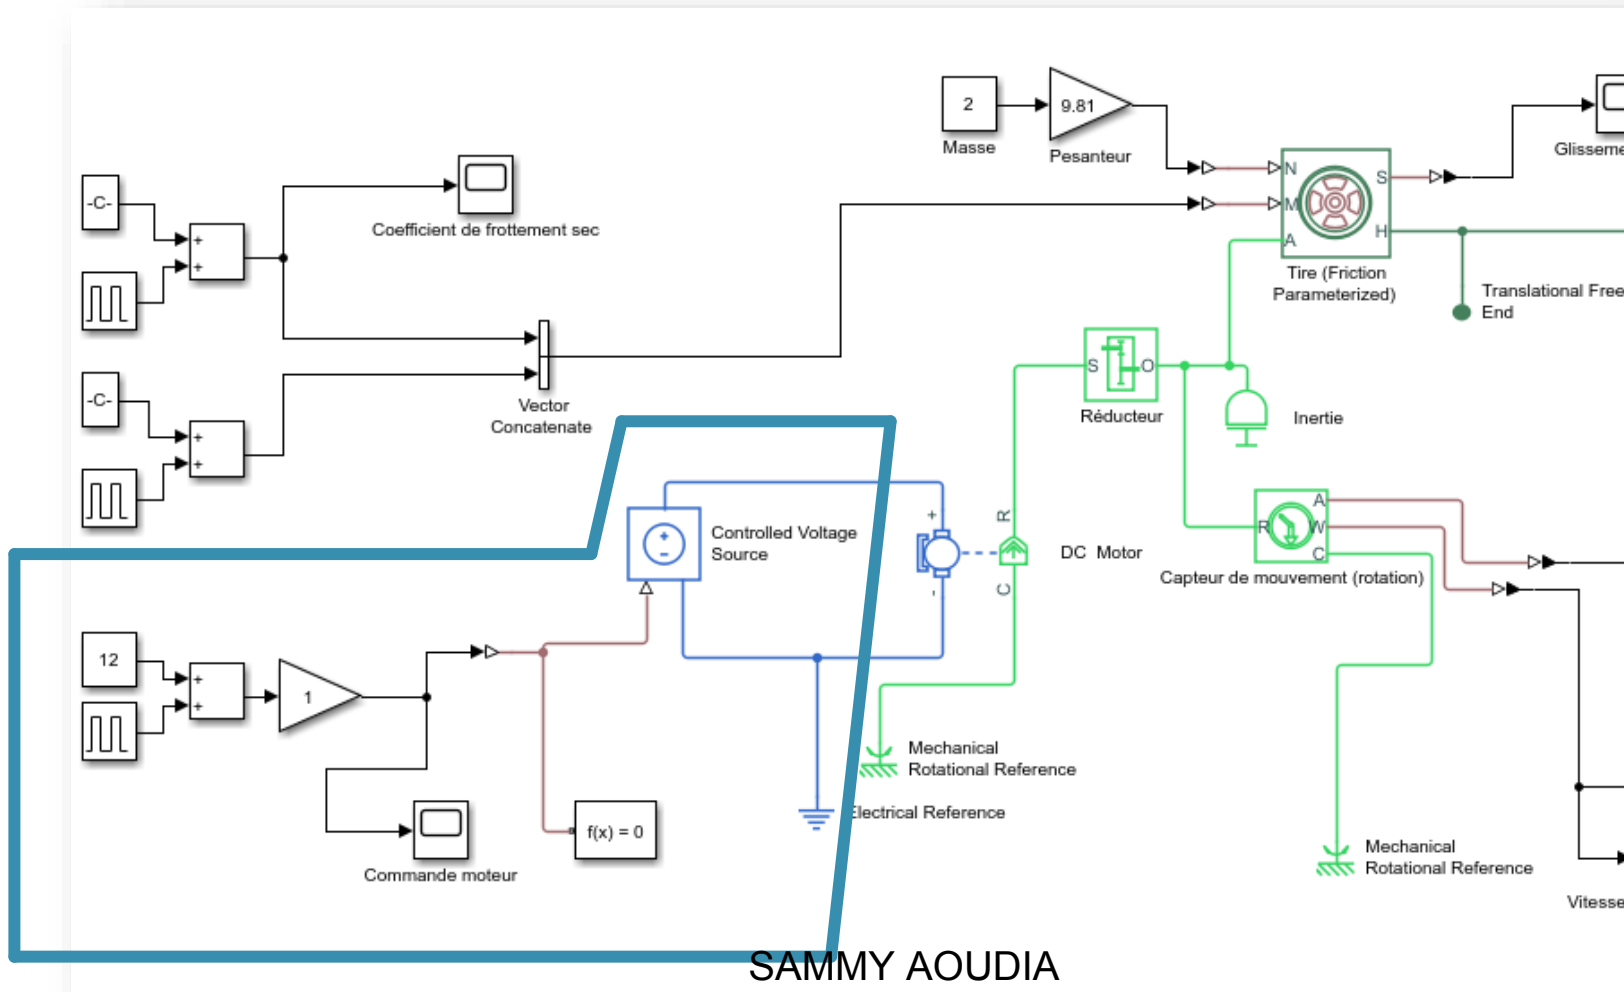 2
9.81
Masse
Pesanteur
Glisseme
N
S
M
H
A
Tire (Friction
Parameterized)
Translational Free
End
-C-
+
+
Coefficient de frottement sec
-C-
+
+
Vector
Concatenate
S
O
Réducteur
Inertie
Controlled Voltage
Source
+
-
+
-
R
C
DC Motor
A
R
W
C
Capteur de mouvement (rotation)
12
+
+
1
Mechanical
Rotational Reference
Electrical Reference
f(x) = 0
Commande moteur
Mechanical
Rotational Reference
Vitesse
SAMMY AOUDIA